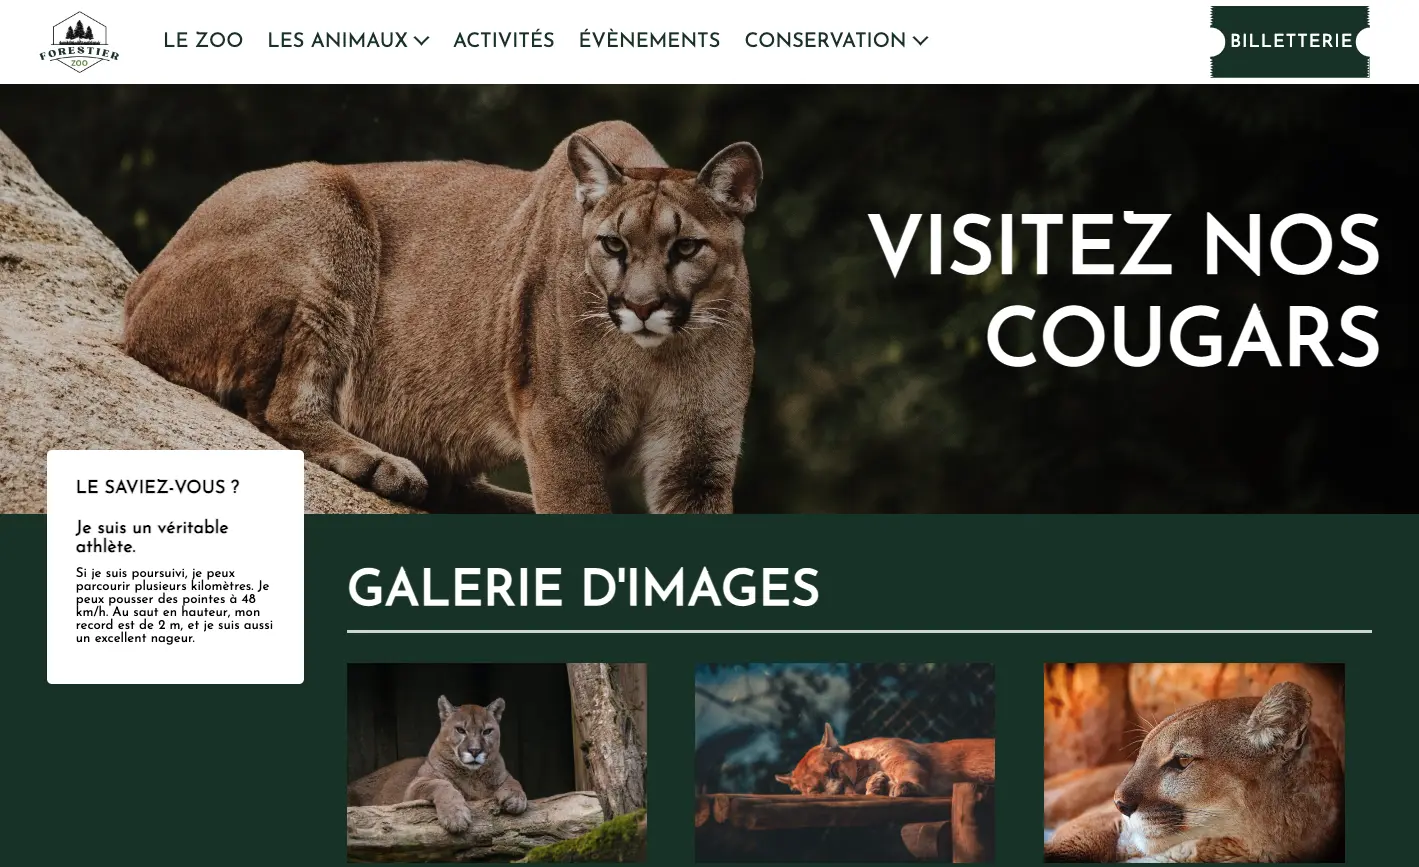 FORESTIER
ZOO
LE ZOO
LES ANIMAUX
ACTIVITÉS
ÉVÈNEMENTS
CONSERVATION
BILLETTERIE
VISITEZ NOS
COUGARS
LE SAVIEZ-VOUS ?
Je suis un véritable
athlète.
Si je suis poursuivi, je peux
parcourir plusieurs kilomètres. Je
peux pousser des pointes à 48
km/h. Au saut en hauteur, mon
record est de 2 m, et je suis aussi
un excellent nageur.
GALERIE D'IMAGES